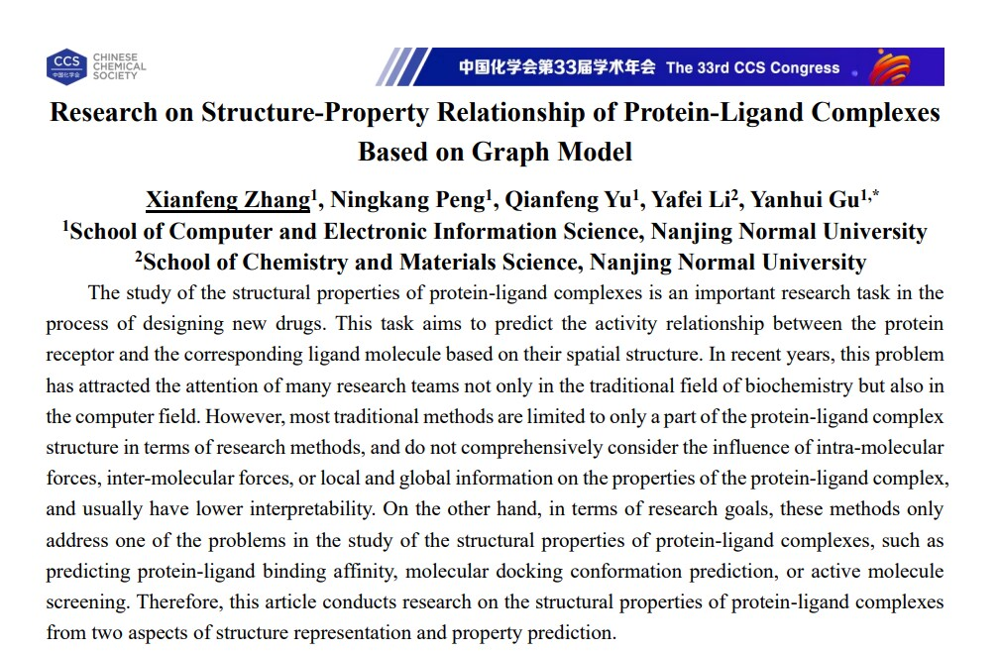 CCS
中国化学会
CHINESE
CHEMICAL
SOCIETY
中国化学会第33届学术年会 The 33rd CCS Congress
Research on Structure-Property Relationship of Protein-Ligand Complexes
Based on Graph Model
Xianfeng Zhang¹, Ningkang Peng¹, Qianfeng Yu¹, Yafei Li², Yanhui Gu¹,*
¹School of Computer and Electronic Information Science, Nanjing Normal University
²School of Chemistry and Materials Science, Nanjing Normal University
The study of the structural properties of protein-ligand complexes is an important research task in the
process of designing new drugs. This task aims to predict the activity relationship between the protein
receptor and the corresponding ligand molecule based on their spatial structure. In recent years, this problem
has attracted the attention of many research teams not only in the traditional field of biochemistry but also in
the computer field. However, most traditional methods are limited to only a part of the protein-ligand complex
structure in terms of research methods, and do not comprehensively consider the influence of intra-molecular
forces, inter-molecular forces, or local and global information on the properties of the protein-ligand complex,
and usually have lower interpretability. On the other hand, in terms of research goals, these methods only
address one of the problems in the study of the structural properties of protein-ligand complexes, such as
predicting protein-ligand binding affinity, molecular docking conformation prediction, or active molecule
screening. Therefore, this article conducts research on the structural properties of protein-ligand complexes
from two aspects of structure representation and property prediction.